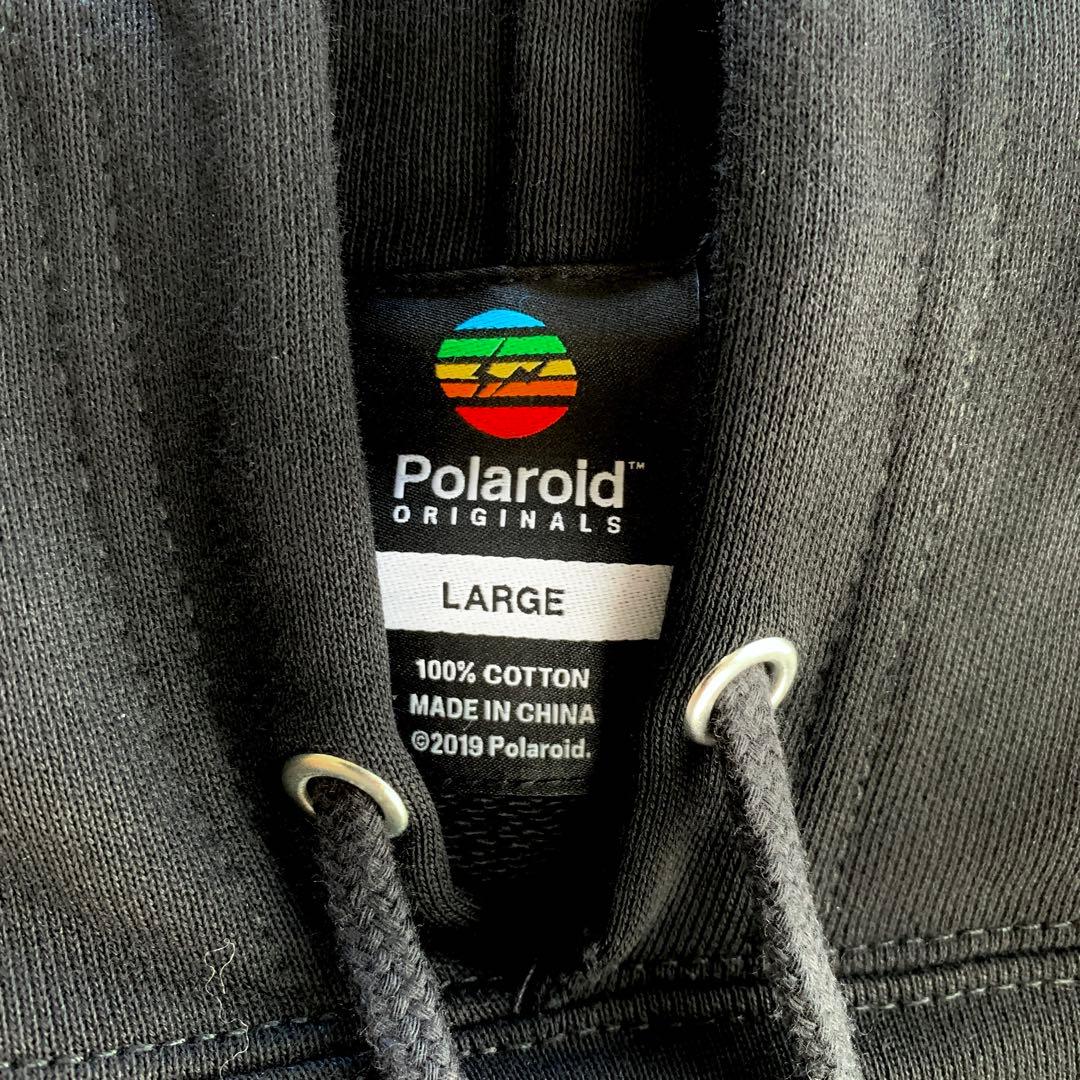 Polaroid™
ORIGINALS
LARGE
100% COTTON
MADE IN CHINA
©2019 Polaroid.